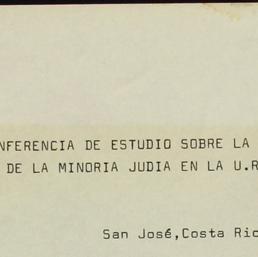 NFERENCIA DE ESTUDIO SOBRE LA
DE LA MINORIA JUDIA EN LA U.R
San José,Costa Ric